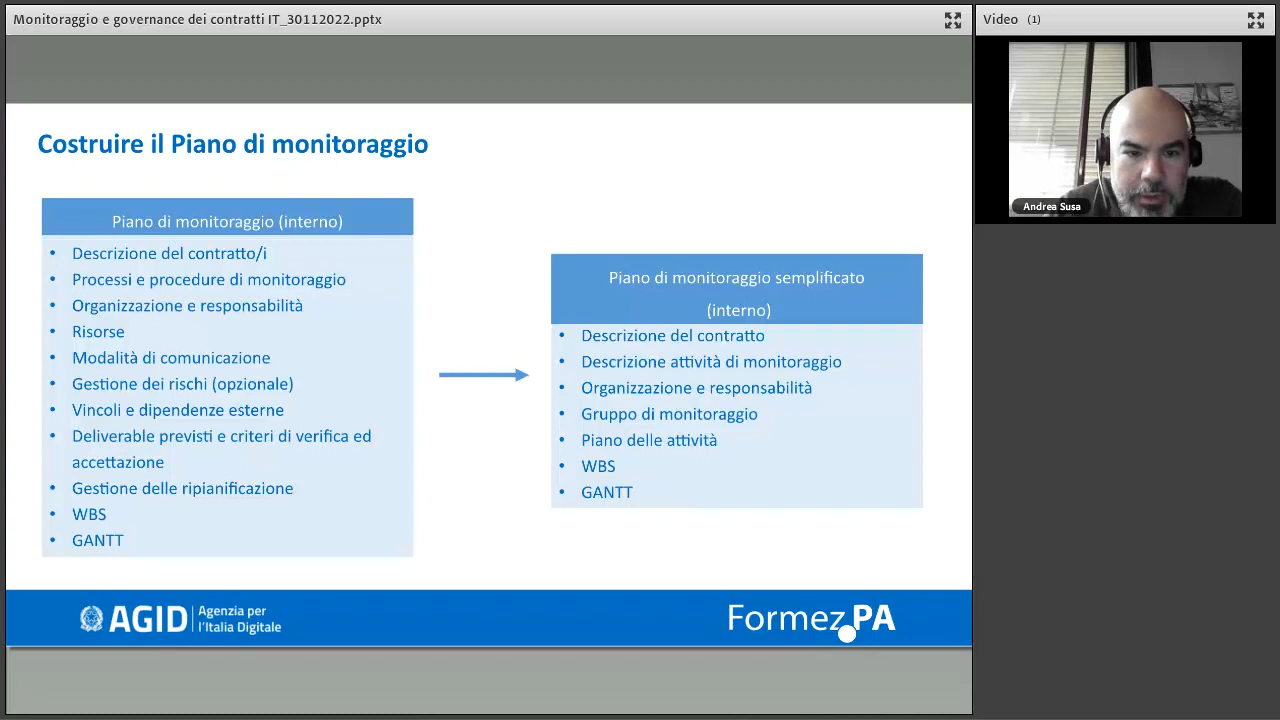 Monitoraggio e governance dei contratti IT_30112022.pptx
Video (1)
Andrea Susa
Costruire il Piano di monitoraggio
Piano di monitoraggio (interno)
• Descrizione del contratto/i
• Processi e procedure di monitoraggio
• Organizzazione e responsabilità
• Risorse
• Modalità di comunicazione
• Gestione dei rischi (opzionale)
• Vincoli e dipendenze esterne
• Deliverable previsti e criteri di verifica ed
accettazione
• Gestione delle ripianificazione
• WBS
• GANTT
Piano di monitoraggio semplificato
(interno)
• Descrizione del contratto
• Descrizione attività di monitoraggio
• Organizzazione e responsabilità
• Gruppo di monitoraggio
• Piano delle attività
• WBS
• GANTT
AGID
Agenzia per
l'Italia Digitale
Formez PA